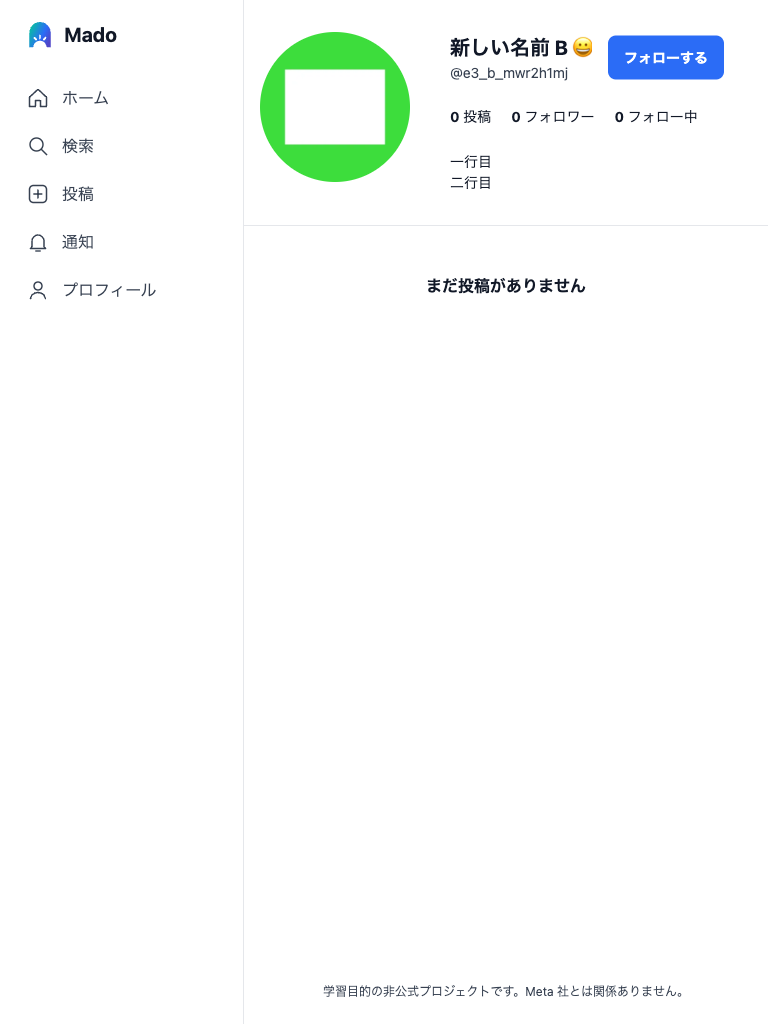 Mado
ホーム
検索
投稿
通知
プロフィール
新しい名前 B 😀
フォローする
@e3_b_mwr2h1mj
0 投稿 0 フォロワー 0 フォロー中
一行目
二行目
まだ投稿がありません
学習目的の非公式プロジェクトです。Meta 社とは関係ありません。